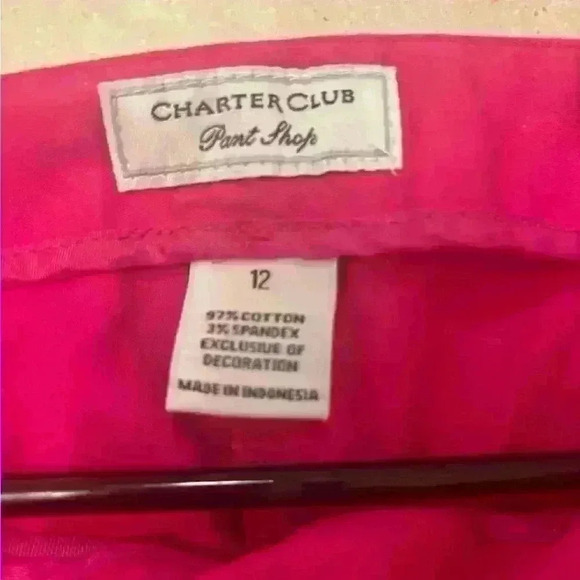 CHARTER CLUB
Pant Shop
12
97% COTTON
3% SPANDEX
EXCLUSIVE OF
DECORATION
MADE IN INDONESIA